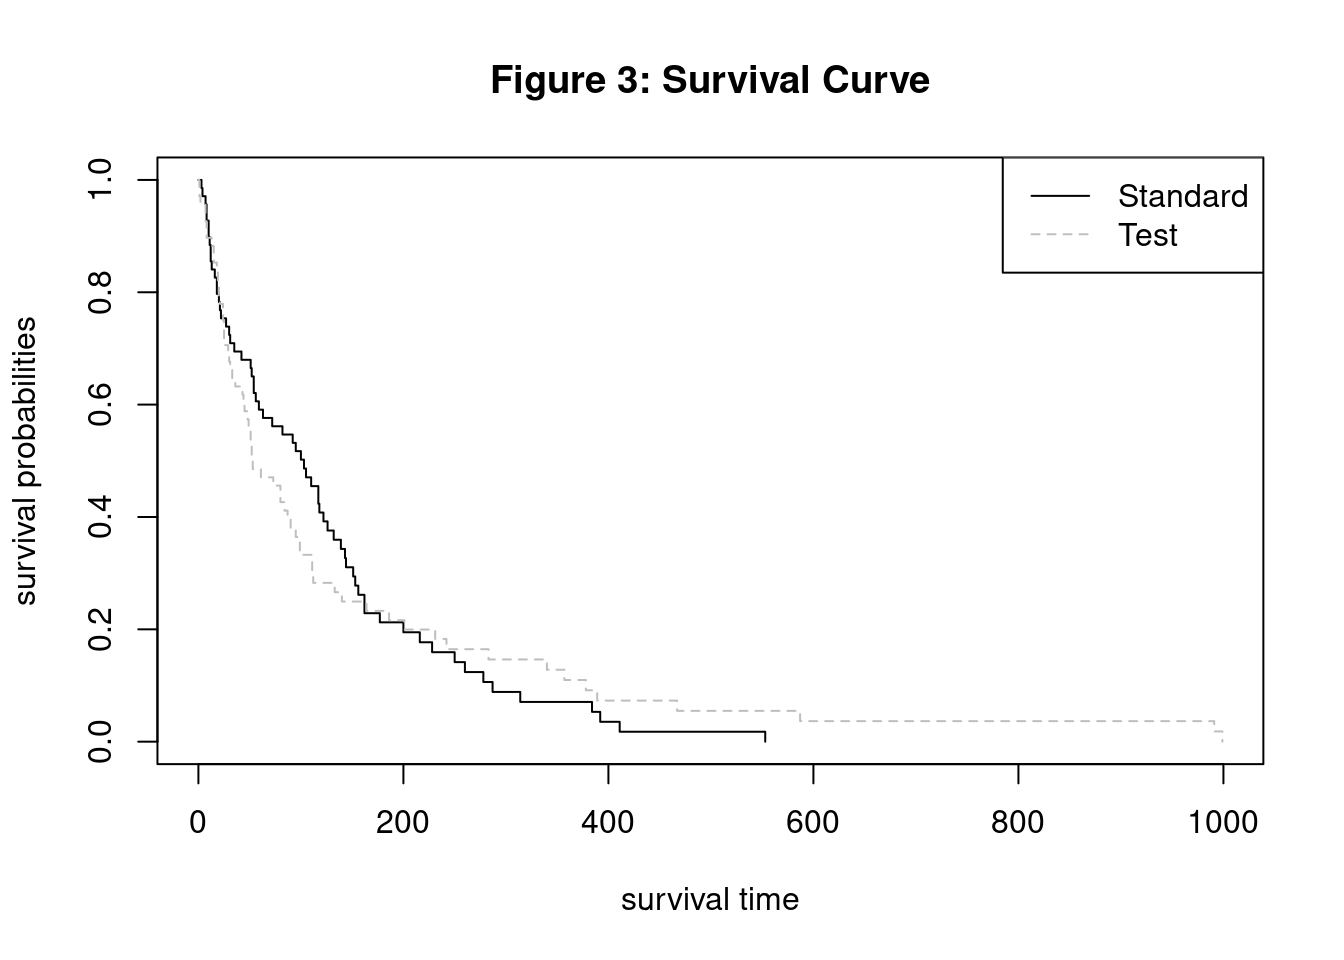 Figure 3: Survival Curve
Standard
Test
survival probabilities
1.0
0.8
0.6
0.4
0.2
0.0
0 200 400 600 800 1000
survival time